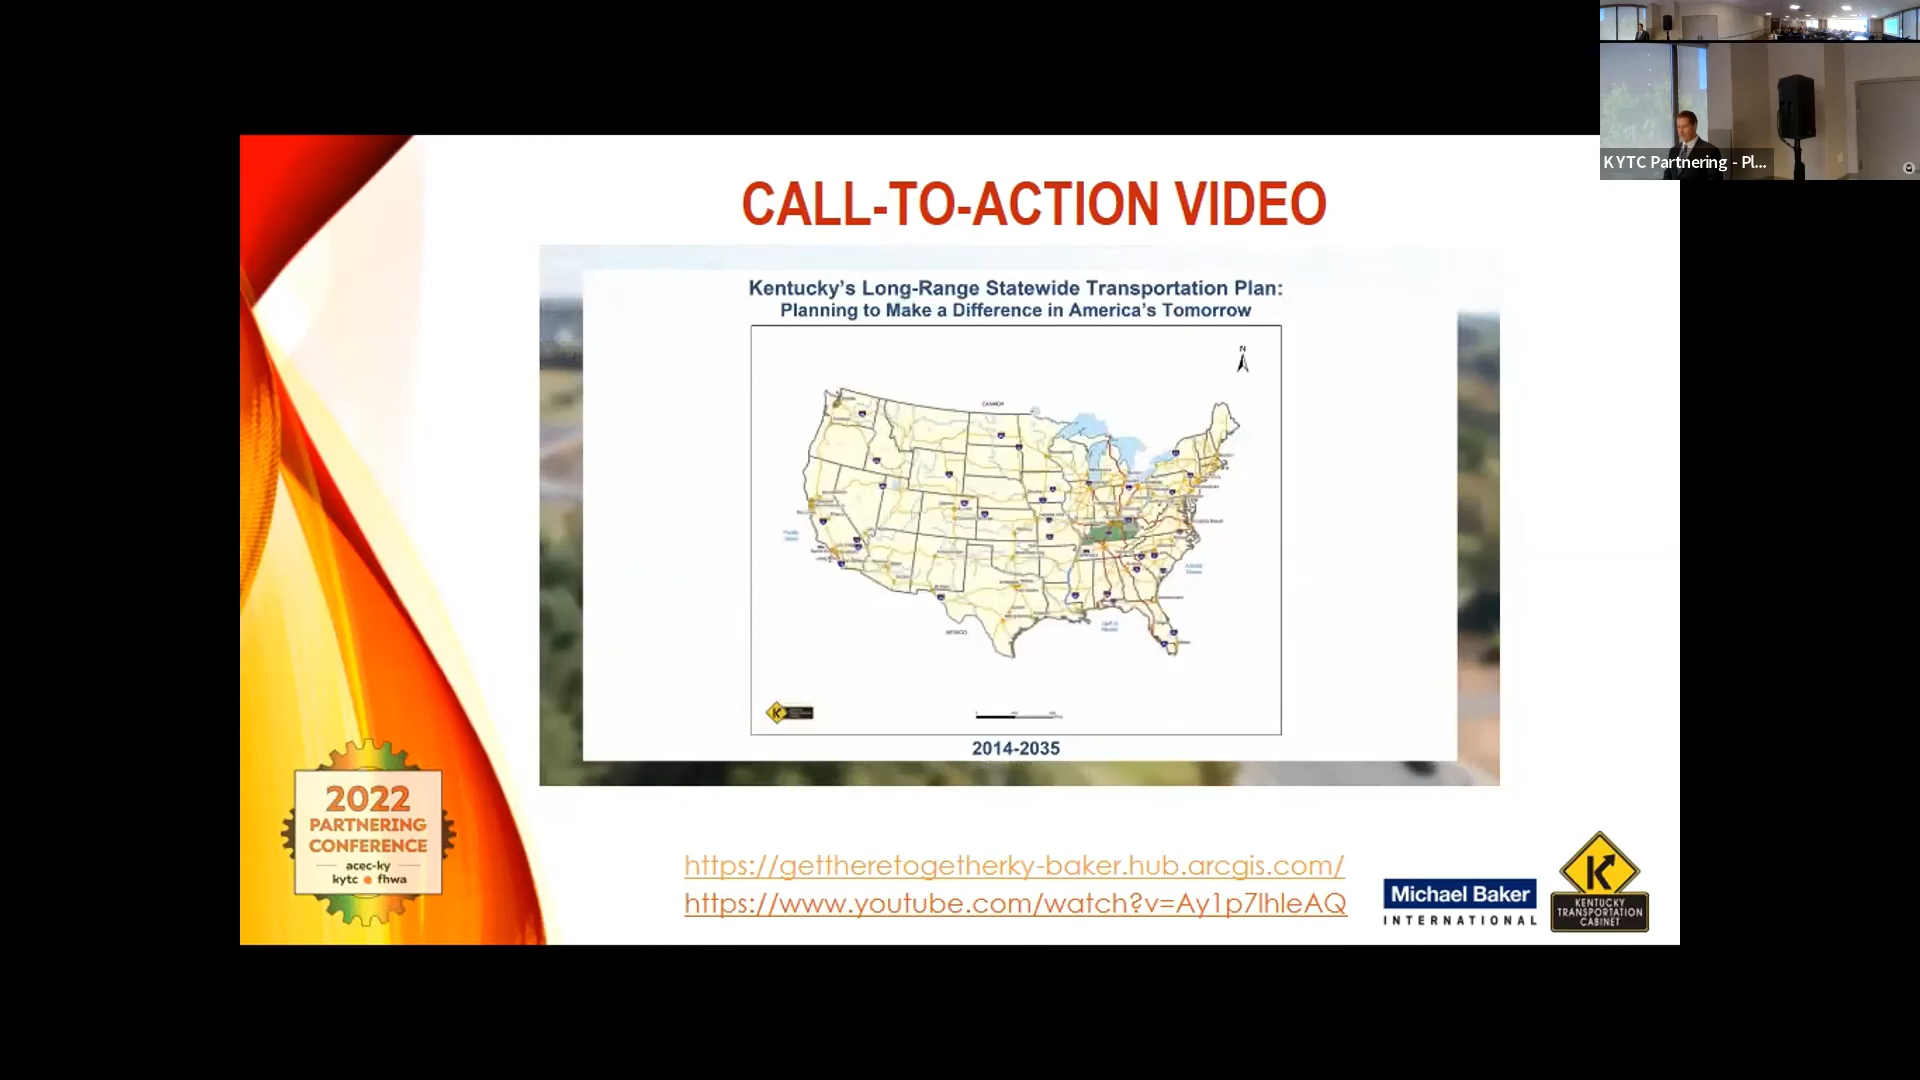 KYTC Partnering - Pl...
CALL-TO-ACTION VIDEO
Kentucky's Long-Range Statewide Transportation Plan:
Planning to Make a Difference in America's Tomorrow
N
CANADA
MEXICO
2014-2035
2022
PARTNERING
CONFERENCE
acec-ky
kytc fhwa
https://gettheretogetherky-baker.hub.arcgis.com/
https://www.youtube.com/watch?v=Ay1p7lhleAQ
Michael Baker
INTERNATIONAL
K
KENTUCKY
TRANSPORTATION
CABINET